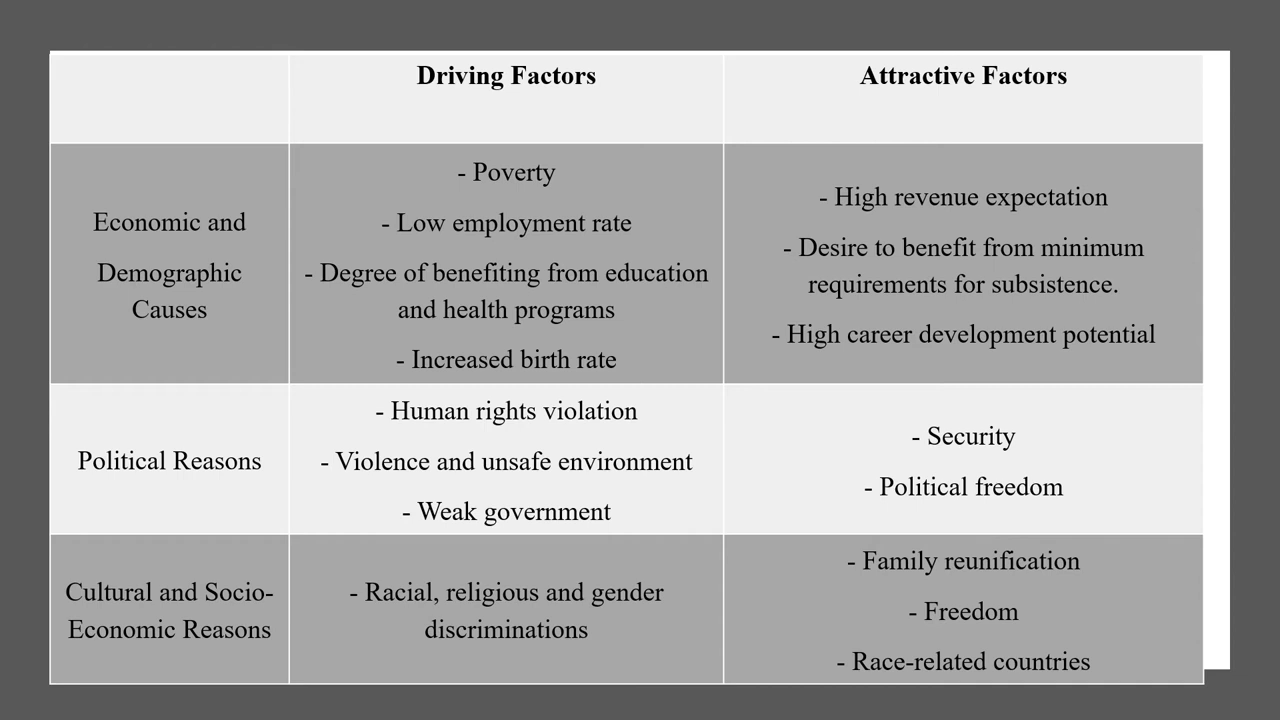 Driving Factors
Attractive Factors
Economic and
Demographic
Causes
- Poverty
- Low employment rate
- Degree of benefiting from education
and health programs
- Increased birth rate
- High revenue expectation
- Desire to benefit from minimum
requirements for subsistence.
- High career development potential
Political Reasons
- Human rights violation
- Violence and unsafe environment
- Weak government
- Security
- Political freedom
Cultural and Socio-
Economic Reasons
- Racial, religious and gender
discriminations
- Family reunification
- Freedom
- Race-related countries